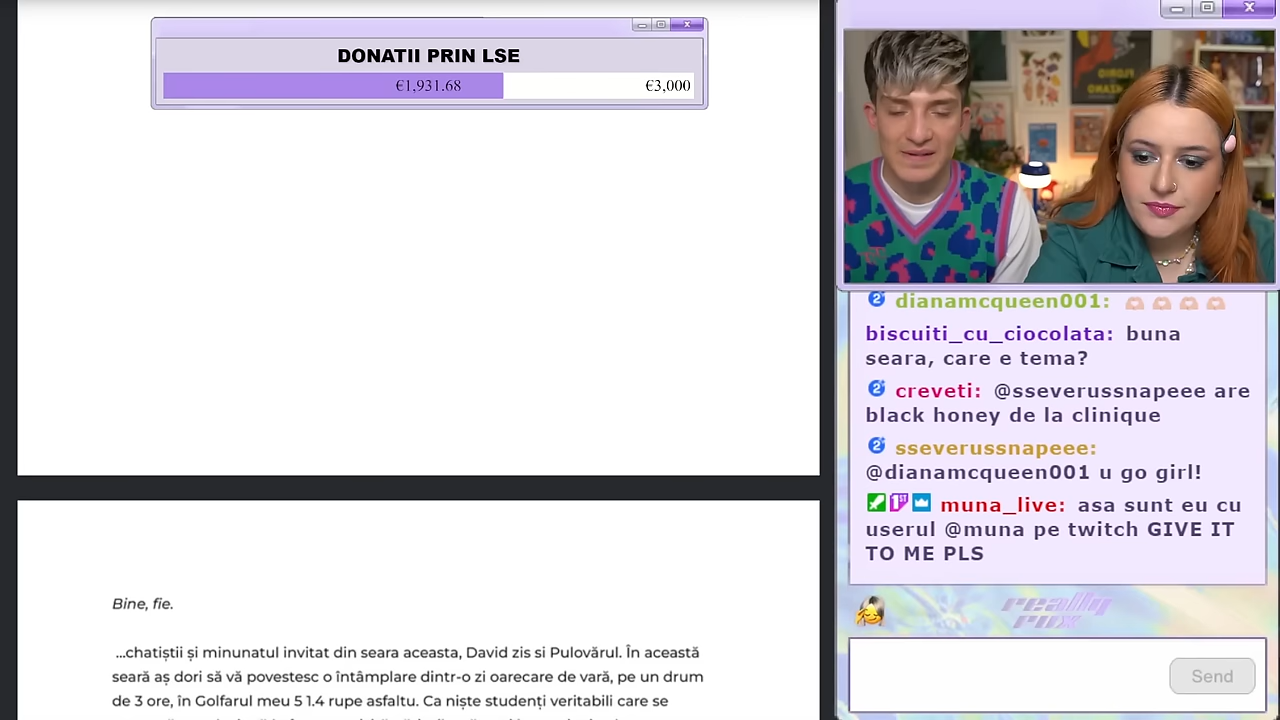 DONATII PRIN LSE
€1,931.68
€3,000
Bine, fie.
...chatiștii și minunatul invitat din seara aceasta, David zis si Pulovărul. În această
seară aș dori să vă povestesc o întâmplare dintr-o zi oarecare de vară, pe un drum
de 3 ore, în Golfarul meu 5 1.4 rupe asfaltu. Ca niște studenți veritabili care se
dianamcqueen001:
biscuiti_cu_ciocolata: buna
seara, care e tema?
creveti: @sseverussnapeee are
black honey de la clinique
sseverussnapeee:
@dianamcqueen001 u go girl!
muna_live: asa sunt eu cu
userul @muna pe twitch GIVE IT
TO ME PLS
really
rux
Send